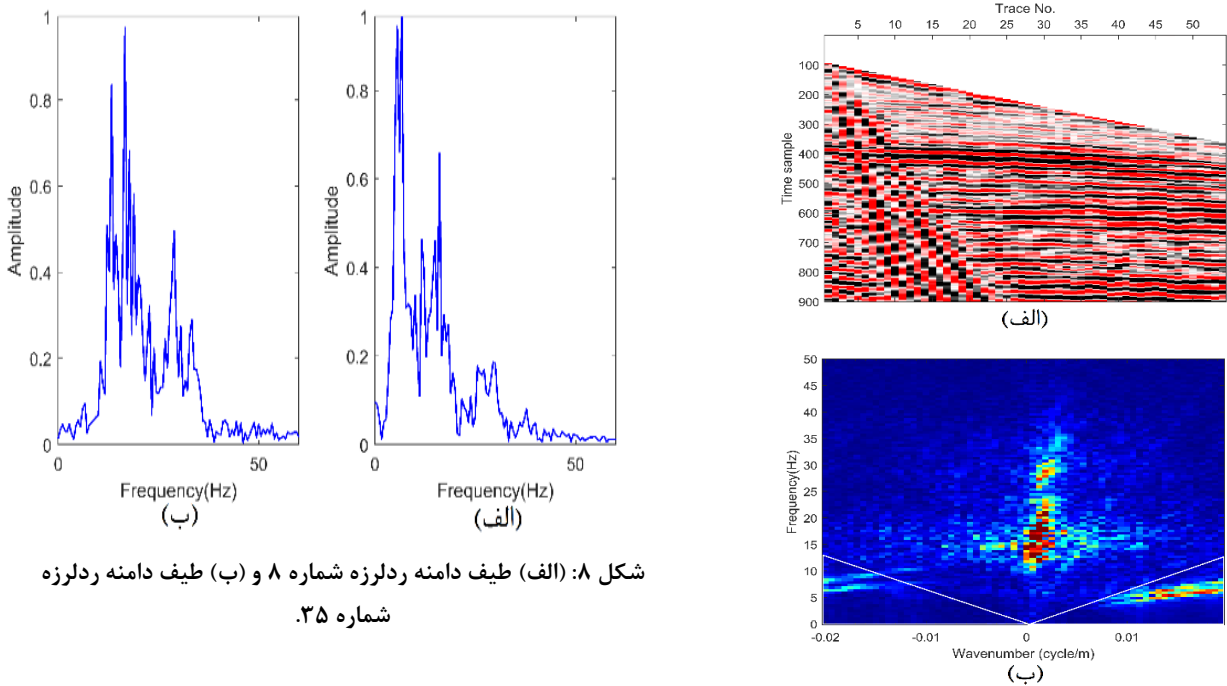 1
0.8
0.6
0.4
0.2
0
0 50
Amplitude
Frequency(Hz)
(ب)
1
0.8
0.6
0.4
0.2
0
0 50
Amplitude
Frequency(Hz)
(الف)
شکل ۸: (الف) طیف دامنه ردلرزه شماره ۸ و (ب) طیف دامنه ردلرزه
شماره ۳۵.
Trace No.
5 10 15 20 25 30 35 40 45 50
Time sample
100
200
300
400
500
600
700
800
900
(الف)
50
45
40
35
30
25
20
15
10
5
0
Frequency(Hz)
-0.02 -0.01 0 0.01
Wavenumber (cycle/m)
(ب)